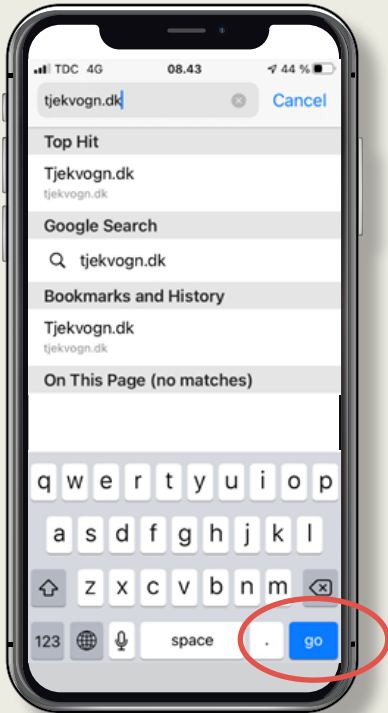 TDC 4G 08.43 44 %
tjekvogn.dk Cancel
Top Hit
Tjekvogn.dk
tjekvogn.dk
Google Search
tjekvogn.dk
Bookmarks and History
Tjekvogn.dk
tjekvogn.dk
On This Page (no matches)
q w e r t y u i o p
a s d f g h j k l
z x c v b n m
123 space . go